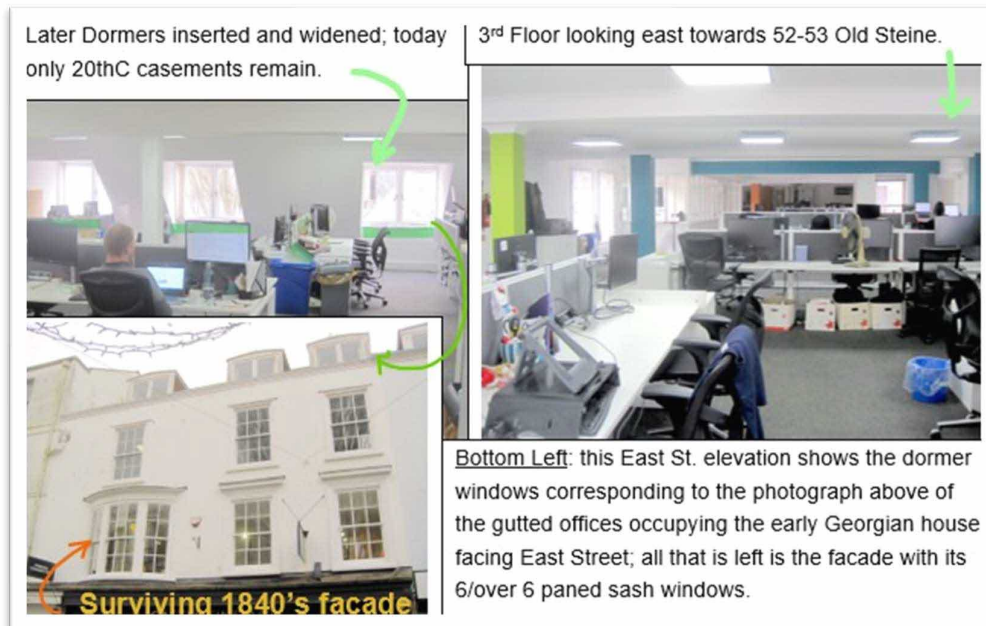 Later Dormers inserted and widened; today
only 20thC casements remain.
3rd Floor looking east towards 52-53 Old Steine.
Surviving 1840's facade
Bottom Left: this East St. elevation shows the dormer
windows corresponding to the photograph above of
the gutted offices occupying the early Georgian house
facing East Street; all that is left is the facade with its
6/over 6 paned sash windows.